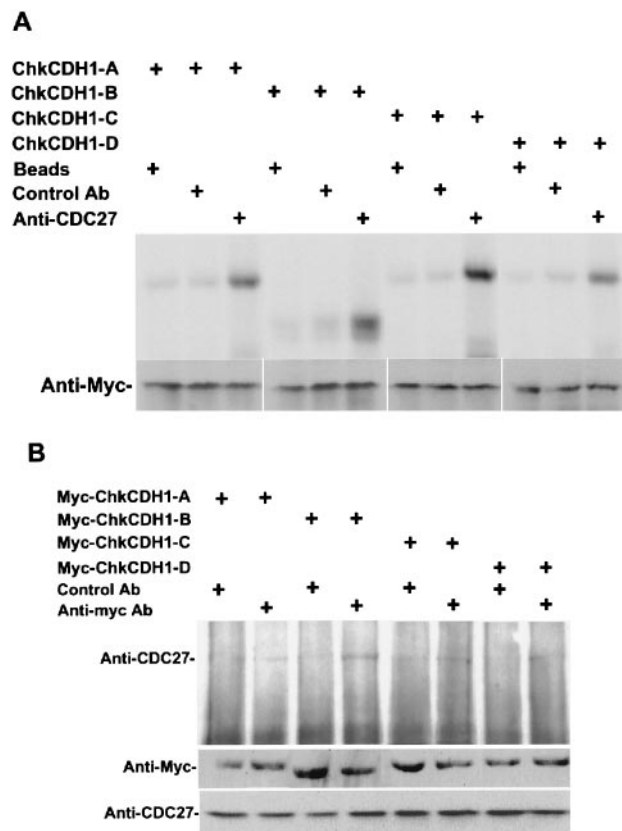 A
ChkCDH1-A + + +
ChkCDH1-B + + +
ChkCDH1-C + + +
ChkCDH1-D + + +
Beads + + + +
Control Ab + + + +
Anti-CDC27 + + + +
Anti-Myc-
B
Myc-ChkCDH1-A + +
Myc-ChkCDH1-B + +
Myc-ChkCDH1-C + +
Myc-ChkCDH1-D + +
Control Ab + + + +
Anti-myc Ab + + + +
Anti-CDC27-
Anti-Myc-
Anti-CDC27-